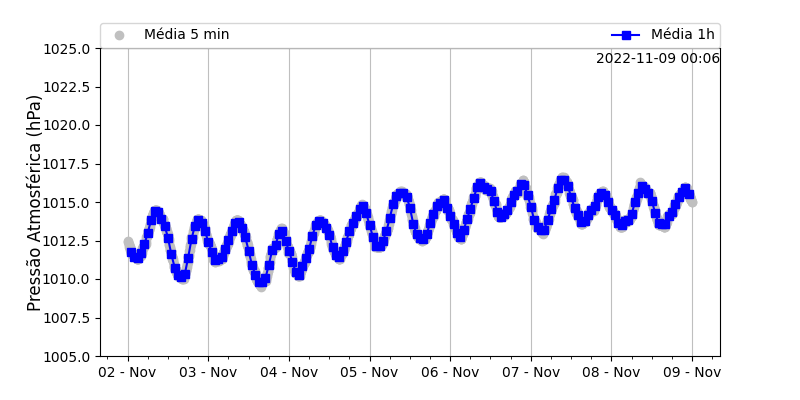 Média 5 min
Média 1h
2022-11-09 00:06
Pressão Atmosférica (hPa)
1025.0
1022.5
1020.0
1017.5
1015.0
1012.5
1010.0
1007.5
1005.0
02 - Nov
03 - Nov
04 - Nov
05 - Nov
06 - Nov
07 - Nov
08 - Nov
09 - Nov